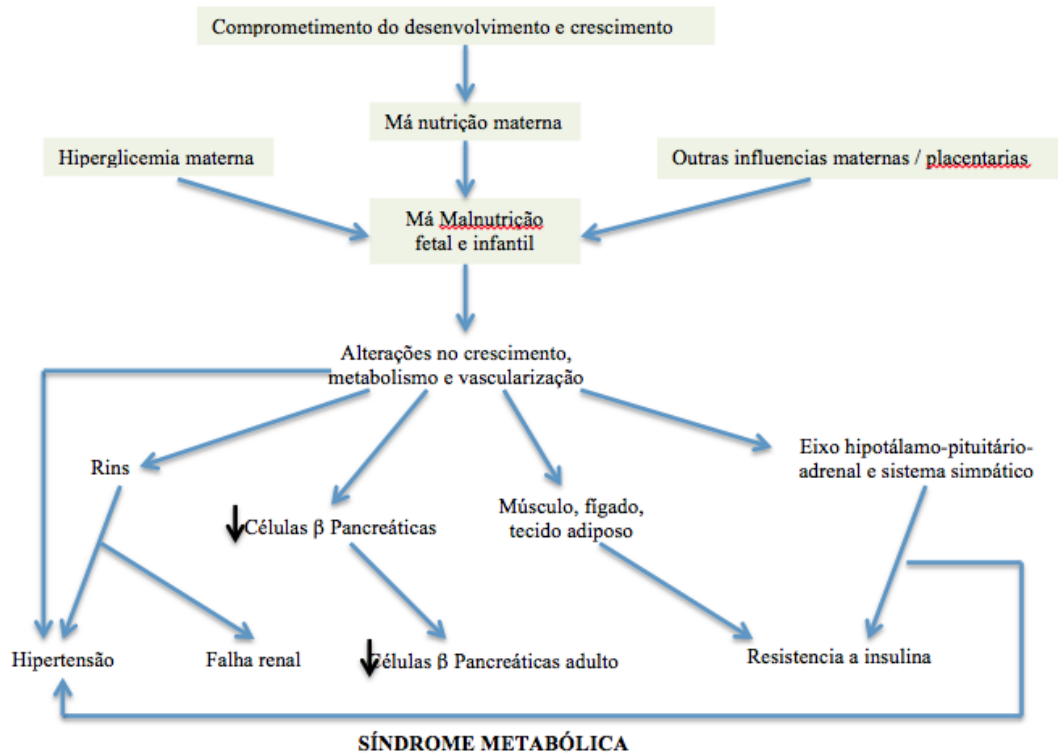 Comprometimento do desenvolvimento e crescimento
Má nutrição materna
Hiperglicemia materna
Outras influencias maternas / placentarias
Má Malnutrição
fetal e infantil
Alterações no crescimento,
metabolismo e vascularização
Rins
Eixo hipotálamo-pituitário-
adrenal e sistema simpático
Células β Pancreáticas
Músculo, fígado,
tecido adiposo
Hipertensão
Falha renal
Células β Pancreáticas adulto
Resistencia a insulina
SÍNDROME METABÓLICA